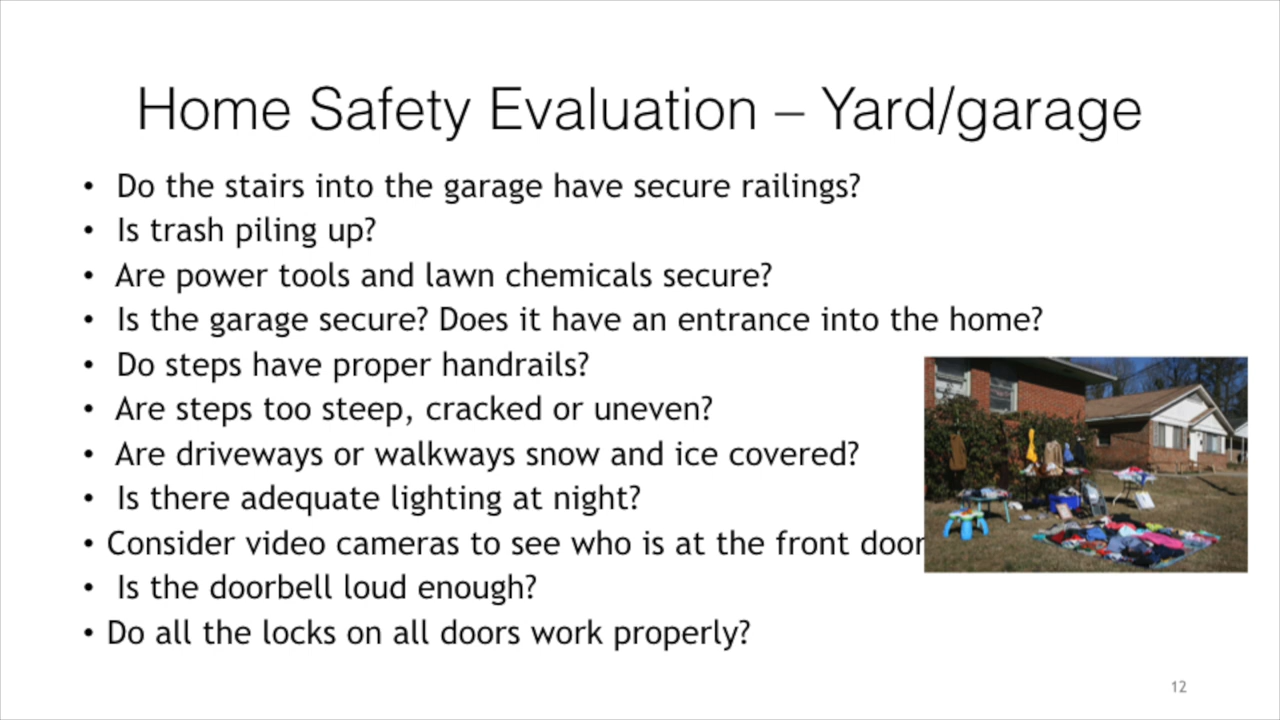 Home Safety Evaluation – Yard/garage
• Do the stairs into the garage have secure railings?
• Is trash piling up?
• Are power tools and lawn chemicals secure?
• Is the garage secure? Does it have an entrance into the home?
• Do steps have proper handrails?
• Are steps too steep, cracked or uneven?
• Are driveways or walkways snow and ice covered?
• Is there adequate lighting at night?
• Consider video cameras to see who is at the front door
• Is the doorbell loud enough?
• Do all the locks on all doors work properly?
12